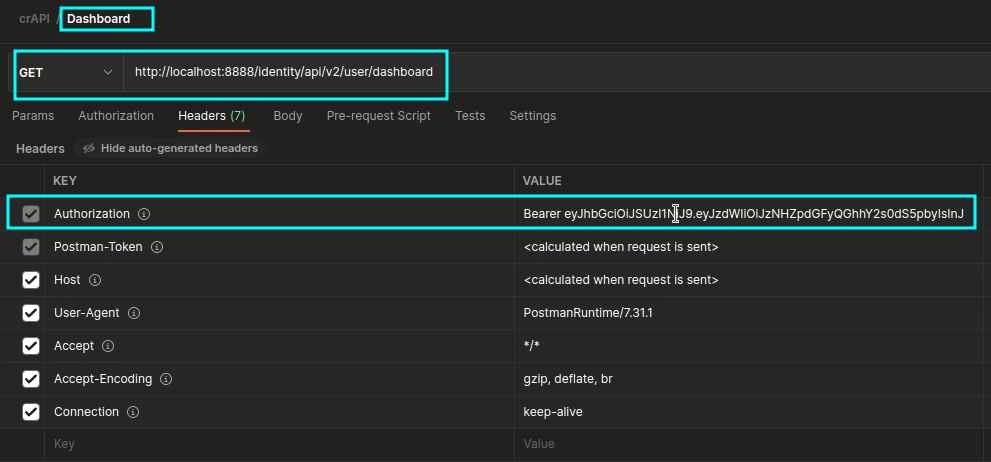 crAPI / Dashboard
GET http://localhost:8888/identity/api/v2/user/dashboard
Params Authorization Headers (7) Body Pre-request Script Tests Settings
Headers Hide auto-generated headers
KEY VALUE
Authorization Bearer
Postman-Token <calculated when request is sent>
Host <calculated when request is sent>
User-Agent PostmanRuntime/7.31.1
Accept */*
Accept-Encoding gzip, deflate, br
Connection keep-alive
Key Value